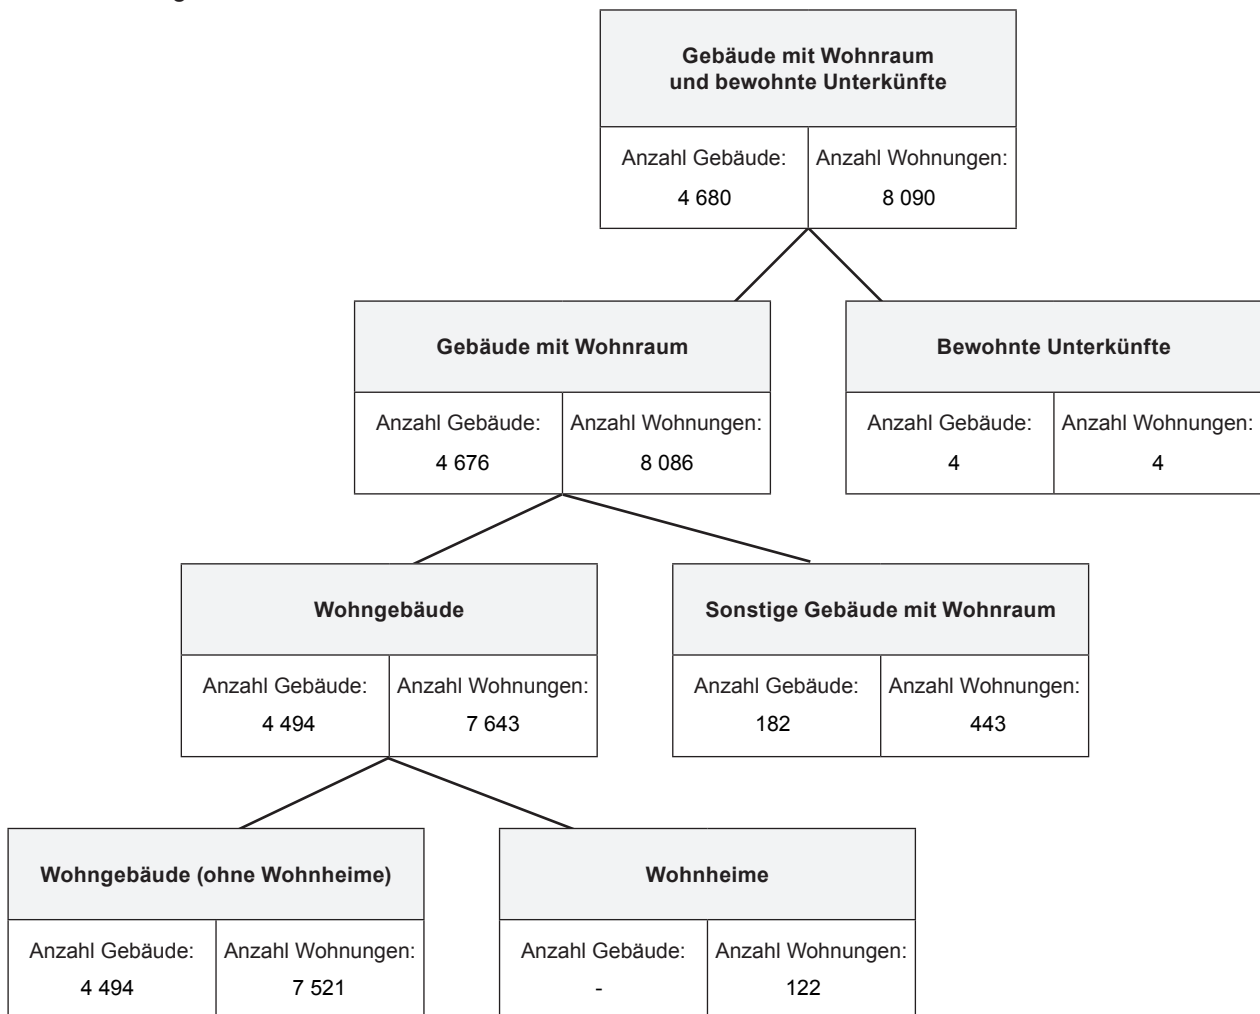 Gebäude mit Wohnraum
und bewohnte Unterkünfte
Anzahl Gebäude: Anzahl Wohnungen:
4 680 8 090
Gebäude mit Wohnraum
Anzahl Gebäude: Anzahl Wohnungen:
4 676 8 086
Bewohnte Unterkünfte
Anzahl Gebäude: Anzahl Wohnungen:
4 4
Wohngebäude
Anzahl Gebäude: Anzahl Wohnungen:
4 494 7 643
Sonstige Gebäude mit Wohnraum
Anzahl Gebäude: Anzahl Wohnungen:
182 443
Wohngebäude (ohne Wohnheime)
Anzahl Gebäude: Anzahl Wohnungen:
4 494 7 521
Wohnheime
Anzahl Gebäude: Anzahl Wohnungen:
- 122